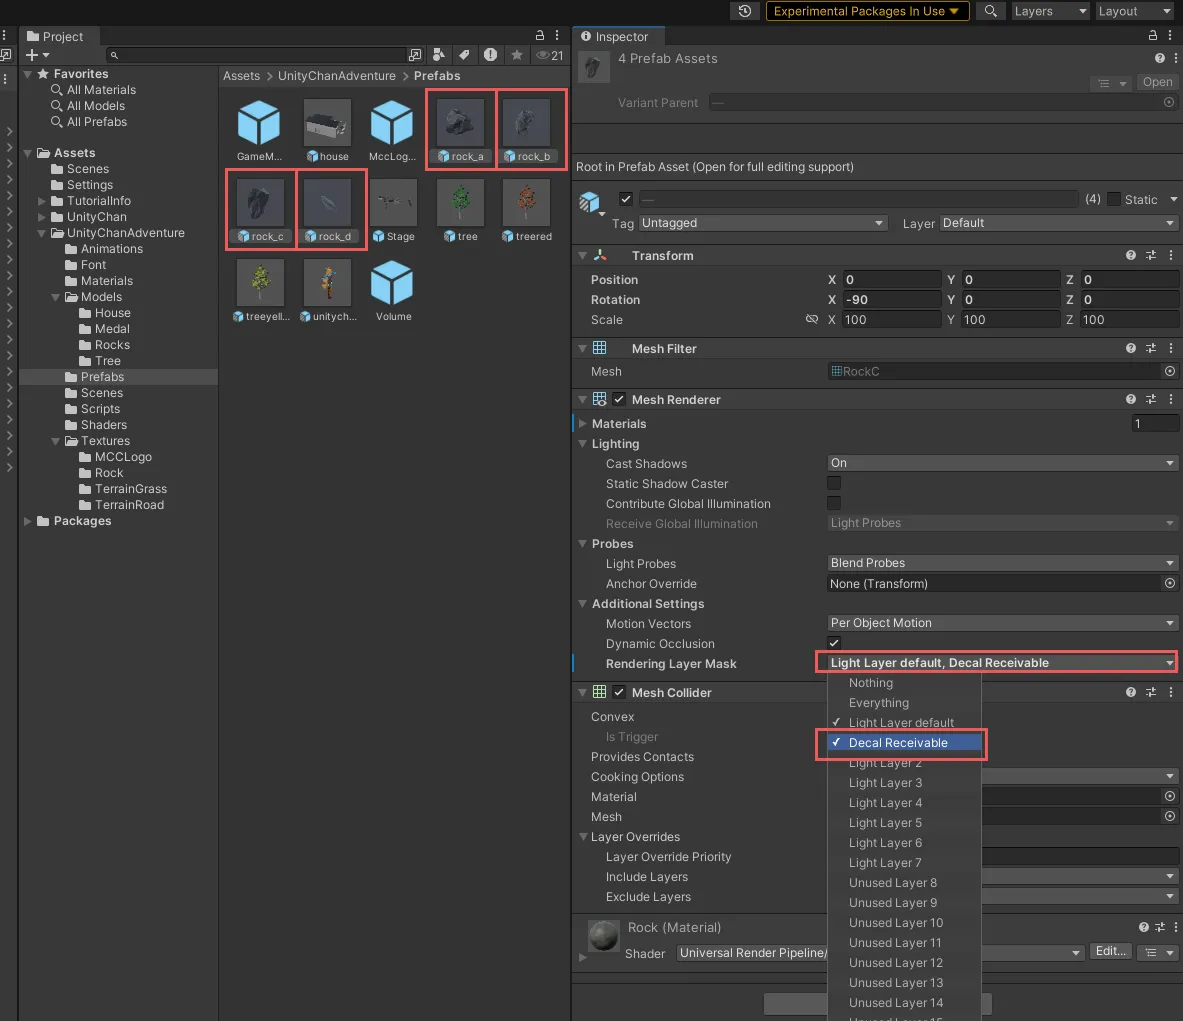 Experimental Packages In Use
Layers
Layout
Project
21
Favorites
All Materials
All Models
All Prefabs
Assets
Scenes
Settings
TutorialInfo
UnityChan
UnityChanAdventure
Animations
Font
Materials
Models
House
Medal
Rocks
Tree
Prefabs
Scenes
Scripts
Shaders
Textures
MCCLogo
Rock
TerrainGrass
TerrainRoad
Packages
Assets > UnityChanAdventure > Prefabs
GameM...
house
MccLog...
rock_a
rock_b
rock_c
rock_d
Stage
tree
treered
treeyell...
unitych...
Volume
Inspector
4 Prefab Assets
Open
Variant Parent —
Root in Prefab Asset (Open for full editing support)
— (4) Static
Tag Untagged Layer Default
Transform
Position X 0 Y 0 Z 0
Rotation X -90 Y 0 Z 0
Scale X 100 Y 100 Z 100
Mesh Filter
Mesh RockC
Mesh Renderer
Materials 1
Lighting
Cast Shadows On
Static Shadow Caster
Contribute Global Illumination
Receive Global Illumination Light Probes
Probes
Light Probes Blend Probes
Anchor Override None (Transform)
Additional Settings
Motion Vectors Per Object Motion
Dynamic Occlusion
Rendering Layer Mask Light Layer default, Decal Receivable
Nothing
Everything
Light Layer default
Decal Receivable
Light Layer 2
Light Layer 3
Light Layer 4
Light Layer 5
Light Layer 6
Light Layer 7
Unused Layer 8
Unused Layer 9
Unused Layer 10
Unused Layer 11
Unused Layer 12
Unused Layer 13
Unused Layer 14
Unused Layer 15
Mesh Collider
Convex
Is Trigger
Provides Contacts
Cooking Options
Material
Mesh
Layer Overrides
Layer Override Priority
Include Layers
Exclude Layers
Rock (Material)
Shader Universal Render Pipeline/
Edit...